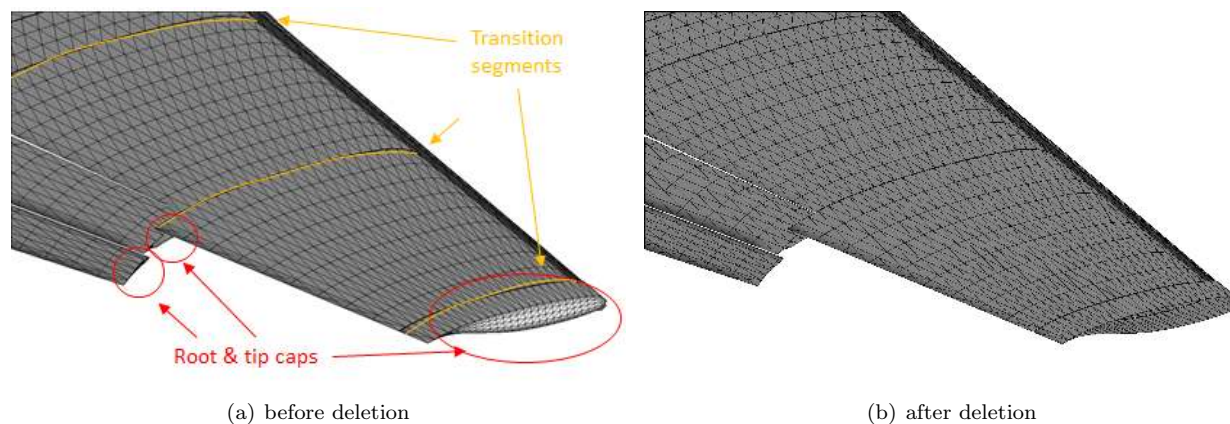 Transition
segments
Root & tip caps
(a) before deletion
(b) after deletion